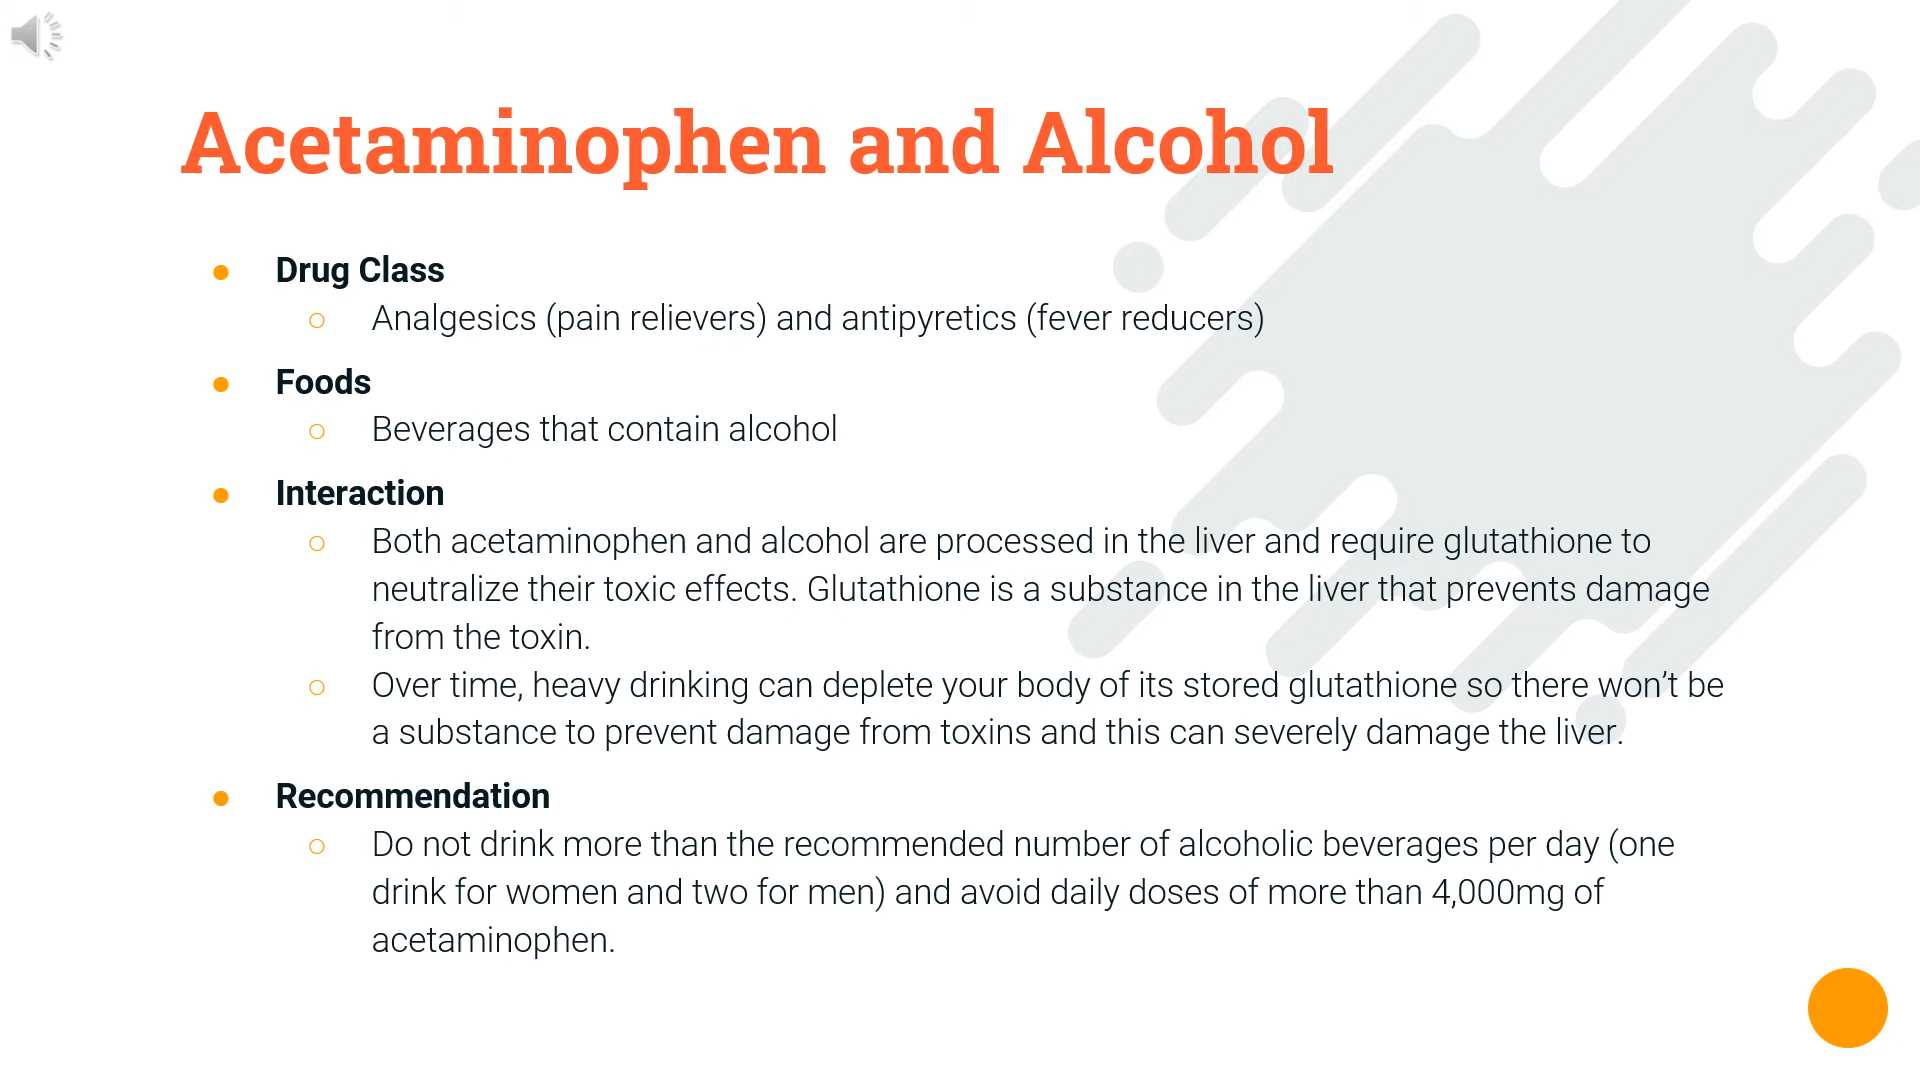 Acetaminophen and Alcohol
● Drug Class
○ Analgesics (pain relievers) and antipyretics (fever reducers)
● Foods
○ Beverages that contain alcohol
● Interaction
○ Both acetaminophen and alcohol are processed in the liver and require glutathione to
neutralize their toxic effects. Glutathione is a substance in the liver that prevents damage
from the toxin.
○ Over time, heavy drinking can deplete your body of its stored glutathione so there won’t be
a substance to prevent damage from toxins and this can severely damage the liver.
● Recommendation
○ Do not drink more than the recommended number of alcoholic beverages per day (one
drink for women and two for men) and avoid daily doses of more than 4,000mg of
acetaminophen.